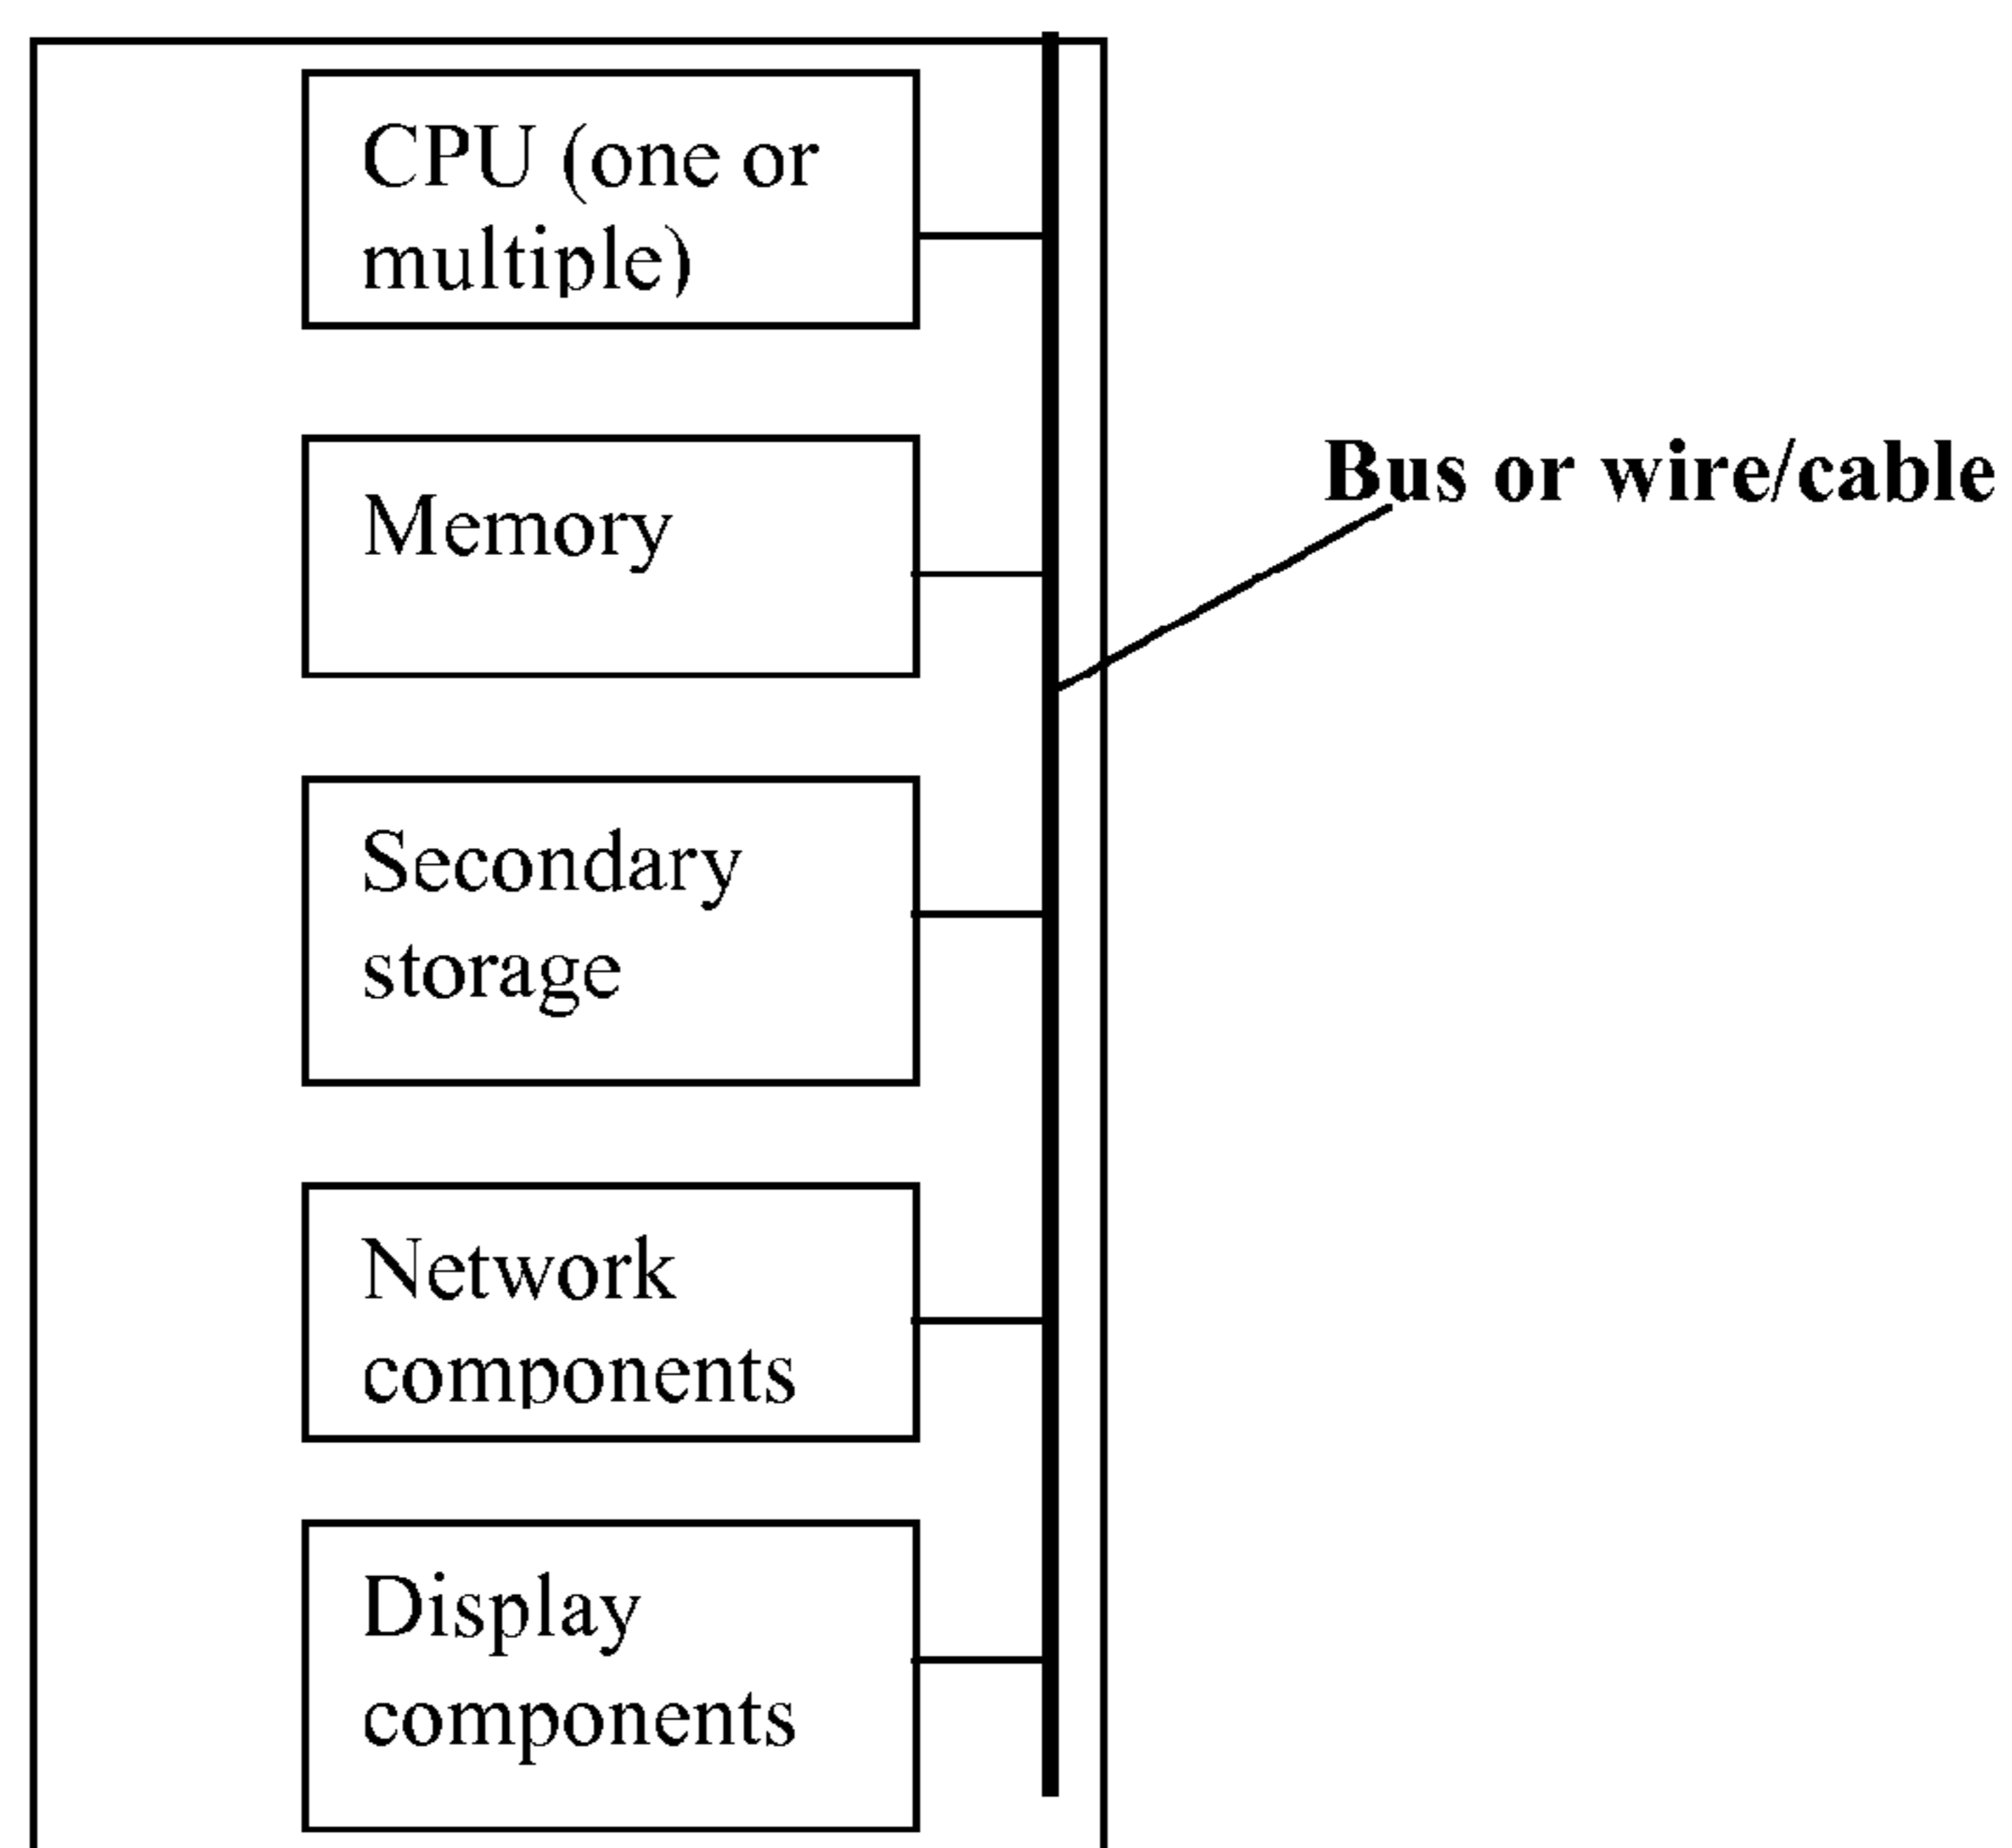 CPU (one or
multiple)
Memory
Bus or wire/cable
Secondary
storage
Network
components
Display
components